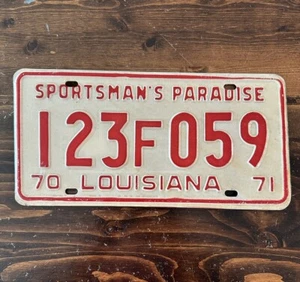 SPORTSMAN'S PARADISE
123F059
70 LOUISIANA 71